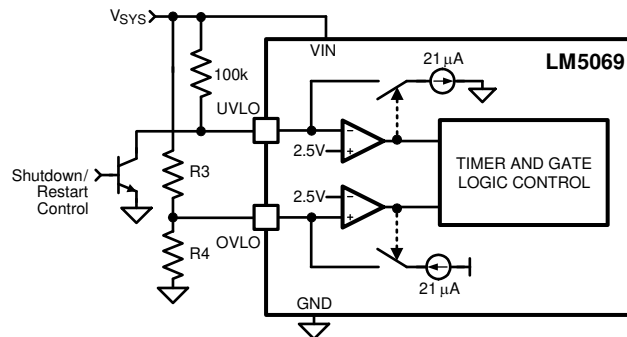 VSYS
VIN
LM5069
100k
21 µA
UVLO
2.5V
Shutdown/
Restart
Control
R3
TIMER AND GATE
LOGIC CONTROL
2.5V
OVLO
R4
21 µA
GND